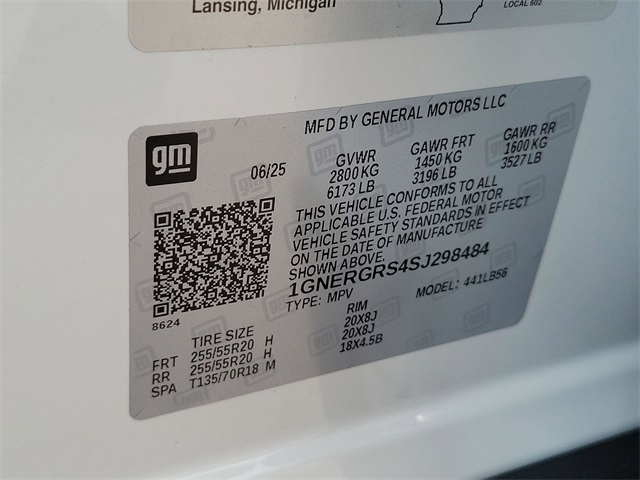 Lansing, Michigan
LOCAL 602
MFD BY GENERAL MOTORS LLC
gm
06/25
GVWR
2800 KG
6173 LB
GAWR FRT
1450 KG
3196 LB
GAWR RR
1600 KG
3527 LB
THIS VEHICLE CONFORMS TO ALL
APPLICABLE U.S. FEDERAL MOTOR
VEHICLE SAFETY STANDARDS IN EFFECT
ON THE DATE OF MANUFACTURE
SHOWN ABOVE.
1GNERGRS4SJ298484
TYPE: MPV MODEL: 441LB56
8624
TIRE SIZE RIM
FRT 255/55R20 H 20X8J
RR 255/55R20 H 20X8J
SPA T135/70R18 M 18X4.5B